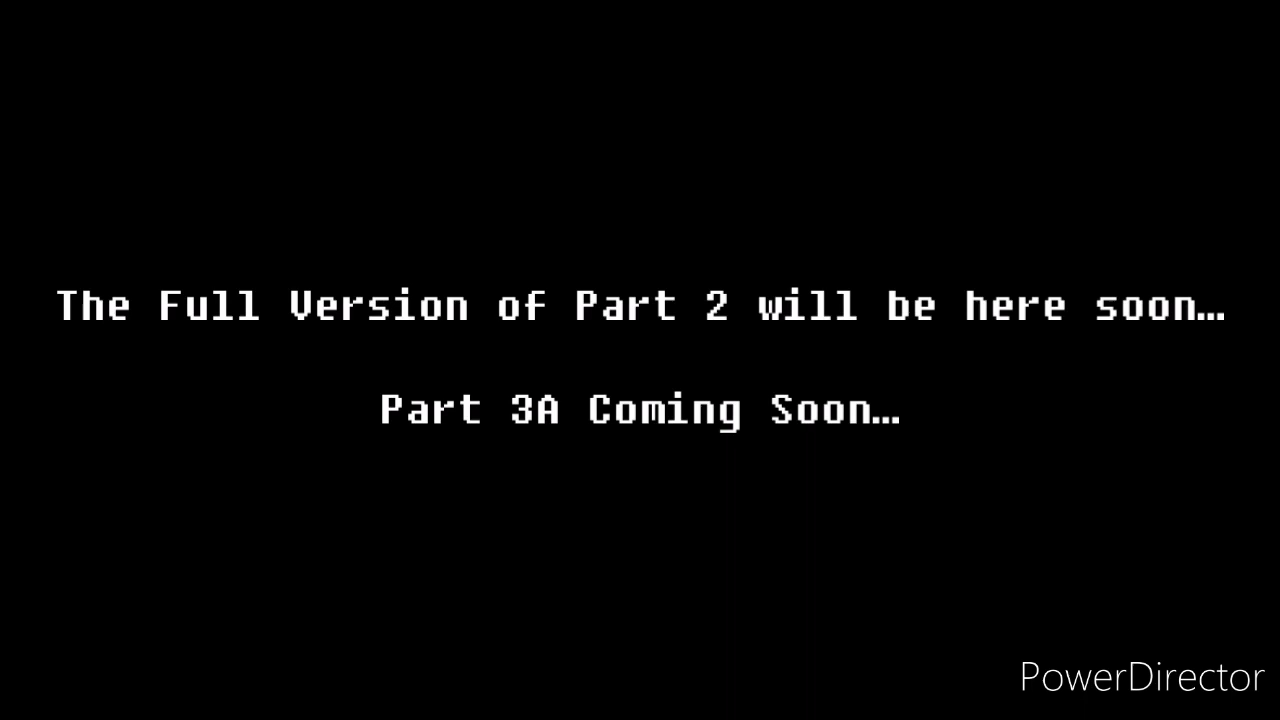 The Full Version of Part 2 will be here soon…
Part 3A Coming Soon…
PowerDirector